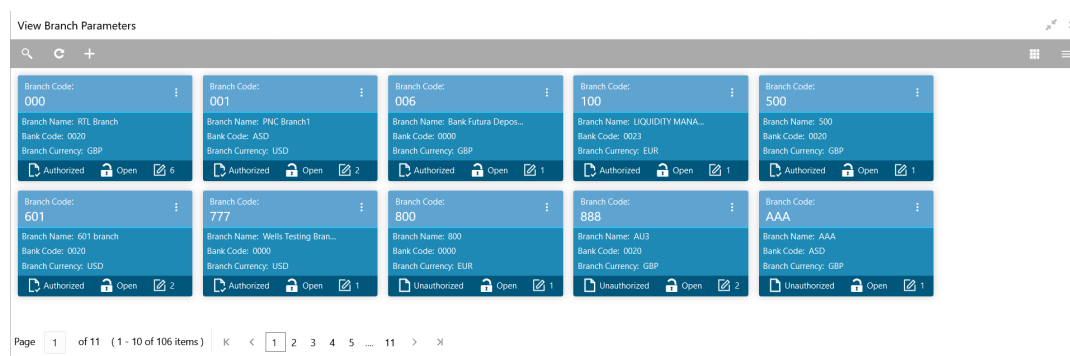 View Branch Parameters
Branch Code:
000
Branch Name: RTL Branch
Bank Code: 0020
Branch Currency: GBP
Authorized Open 6
Branch Code:
001
Branch Name: PNC Branch1
Bank Code: ASD
Branch Currency: USD
Authorized Open 2
Branch Code:
006
Branch Name: Bank Futura Depos...
Bank Code: 0000
Branch Currency: GBP
Authorized Open 1
Branch Code:
100
Branch Name: LIQUIDITY MANA...
Bank Code: 0023
Branch Currency: EUR
Authorized Open 1
Branch Code:
500
Branch Name: 500
Bank Code: 0020
Branch Currency: GBP
Authorized Open 1
Branch Code:
601
Branch Name: 601 branch
Bank Code: 0020
Branch Currency: USD
Authorized Open 2
Branch Code:
777
Branch Name: Wells Testing Bran...
Bank Code: 0000
Branch Currency: USD
Authorized Open 1
Branch Code:
800
Branch Name: 800
Bank Code: 0000
Branch Currency: EUR
Unauthorized Open 1
Branch Code:
888
Branch Name: AU3
Bank Code: 0020
Branch Currency: GBP
Unauthorized Open 2
Branch Code:
AAA
Branch Name: AAA
Bank Code: ASD
Branch Currency: GBP
Unauthorized Open 1
Page 1 of 11 ( 1 - 10 of 106 items ) 1 2 3 4 5 .... 11